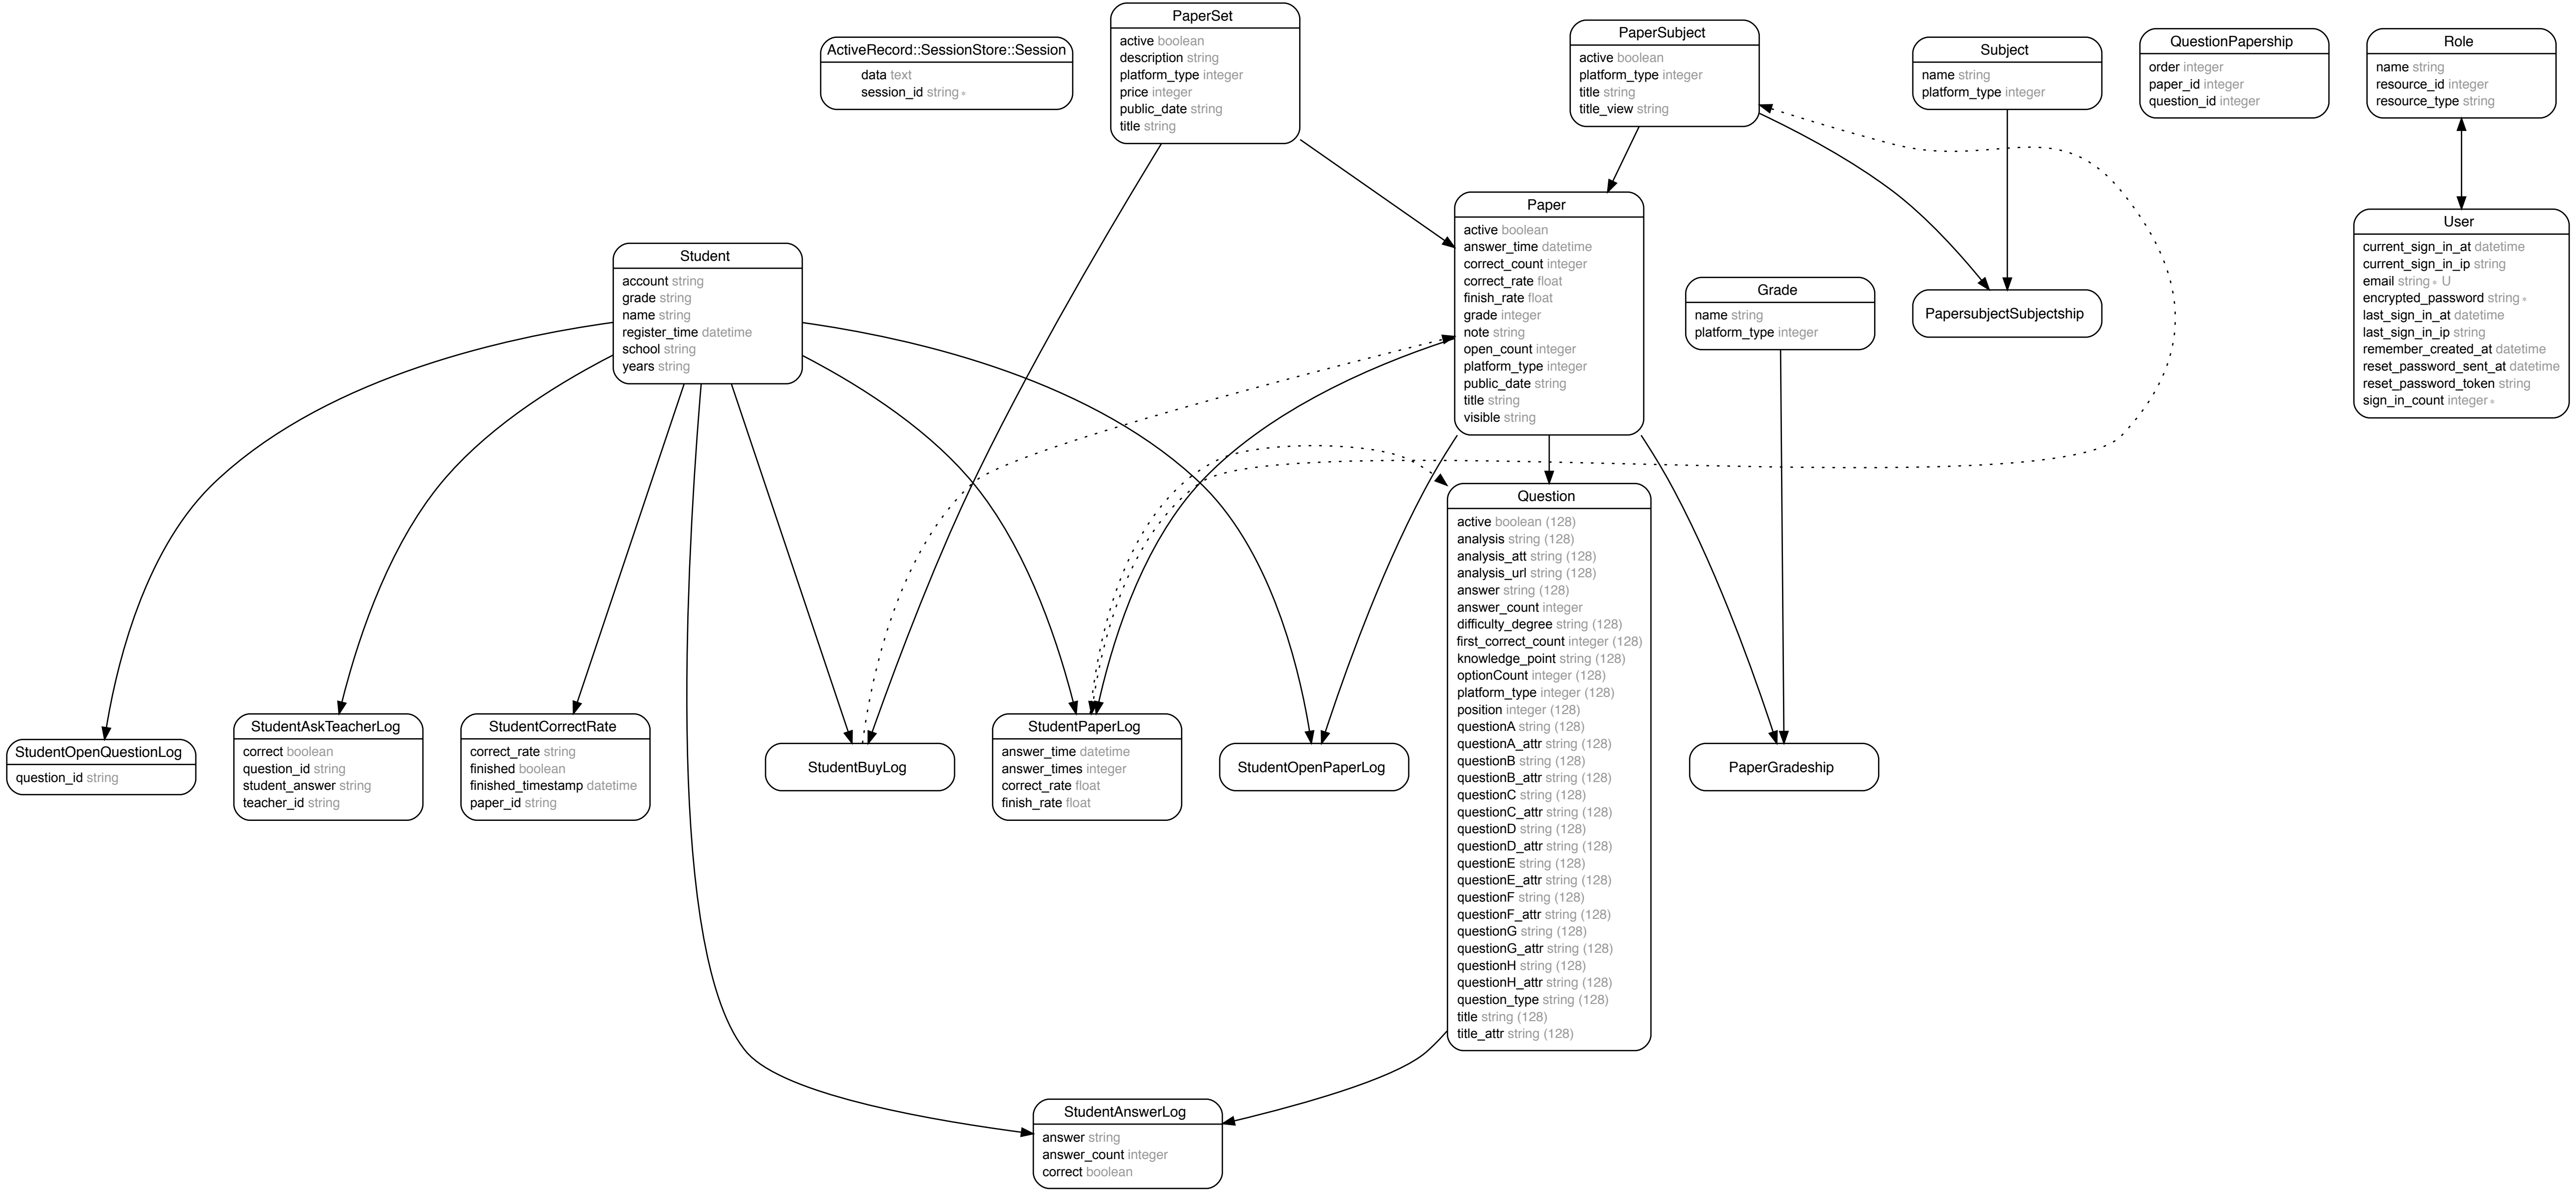 ActiveRecord::SessionStore::Session
data text
session_id string *
PaperSet
active boolean
description string
platform_type integer
price integer
public_date string
title string
PaperSubject
active boolean
platform_type integer
title string
title_view string
Subject
name string
platform_type integer
QuestionPapership
order integer
paper_id integer
question_id integer
Role
name string
resource_id integer
resource_type string
Student
account string
grade string
name string
register_time datetime
school string
years string
Paper
active boolean
answer_time datetime
correct_count integer
correct_rate float
finish_rate float
grade integer
note string
open_count integer
platform_type integer
public_date string
title string
visible string
Grade
name string
platform_type integer
PapersubjectSubjectship
User
current_sign_in_at datetime
current_sign_in_ip string
email string * U
encrypted_password string *
last_sign_in_at datetime
last_sign_in_ip string
remember_created_at datetime
reset_password_sent_at datetime
reset_password_token string
sign_in_count integer *
Question
active boolean (128)
analysis string (128)
analysis_att string (128)
analysis_url string (128)
answer string (128)
answer_count integer
difficulty_degree string (128)
first_correct_count integer (128)
knowledge_point string (128)
optionCount integer (128)
platform_type integer (128)
position integer (128)
questionA string (128)
questionA_attr string (128)
questionB string (128)
questionB_attr string (128)
questionC string (128)
questionC_attr string (128)
questionD string (128)
questionD_attr string (128)
questionE string (128)
questionE_attr string (128)
questionF string (128)
questionF_attr string (128)
questionG string (128)
questionG_attr string (128)
questionH string (128)
questionH_attr string (128)
question_type string (128)
title string (128)
title_attr string (128)
StudentOpenQuestionLog
question_id string
StudentAskTeacherLog
correct boolean
question_id string
student_answer string
teacher_id string
StudentCorrectRate
correct_rate string
finished boolean
finished_timestamp datetime
paper_id string
StudentBuyLog
StudentPaperLog
answer_time datetime
answer_times integer
correct_rate float
finish_rate float
StudentOpenPaperLog
PaperGradeship
StudentAnswerLog
answer string
answer_count integer
correct boolean